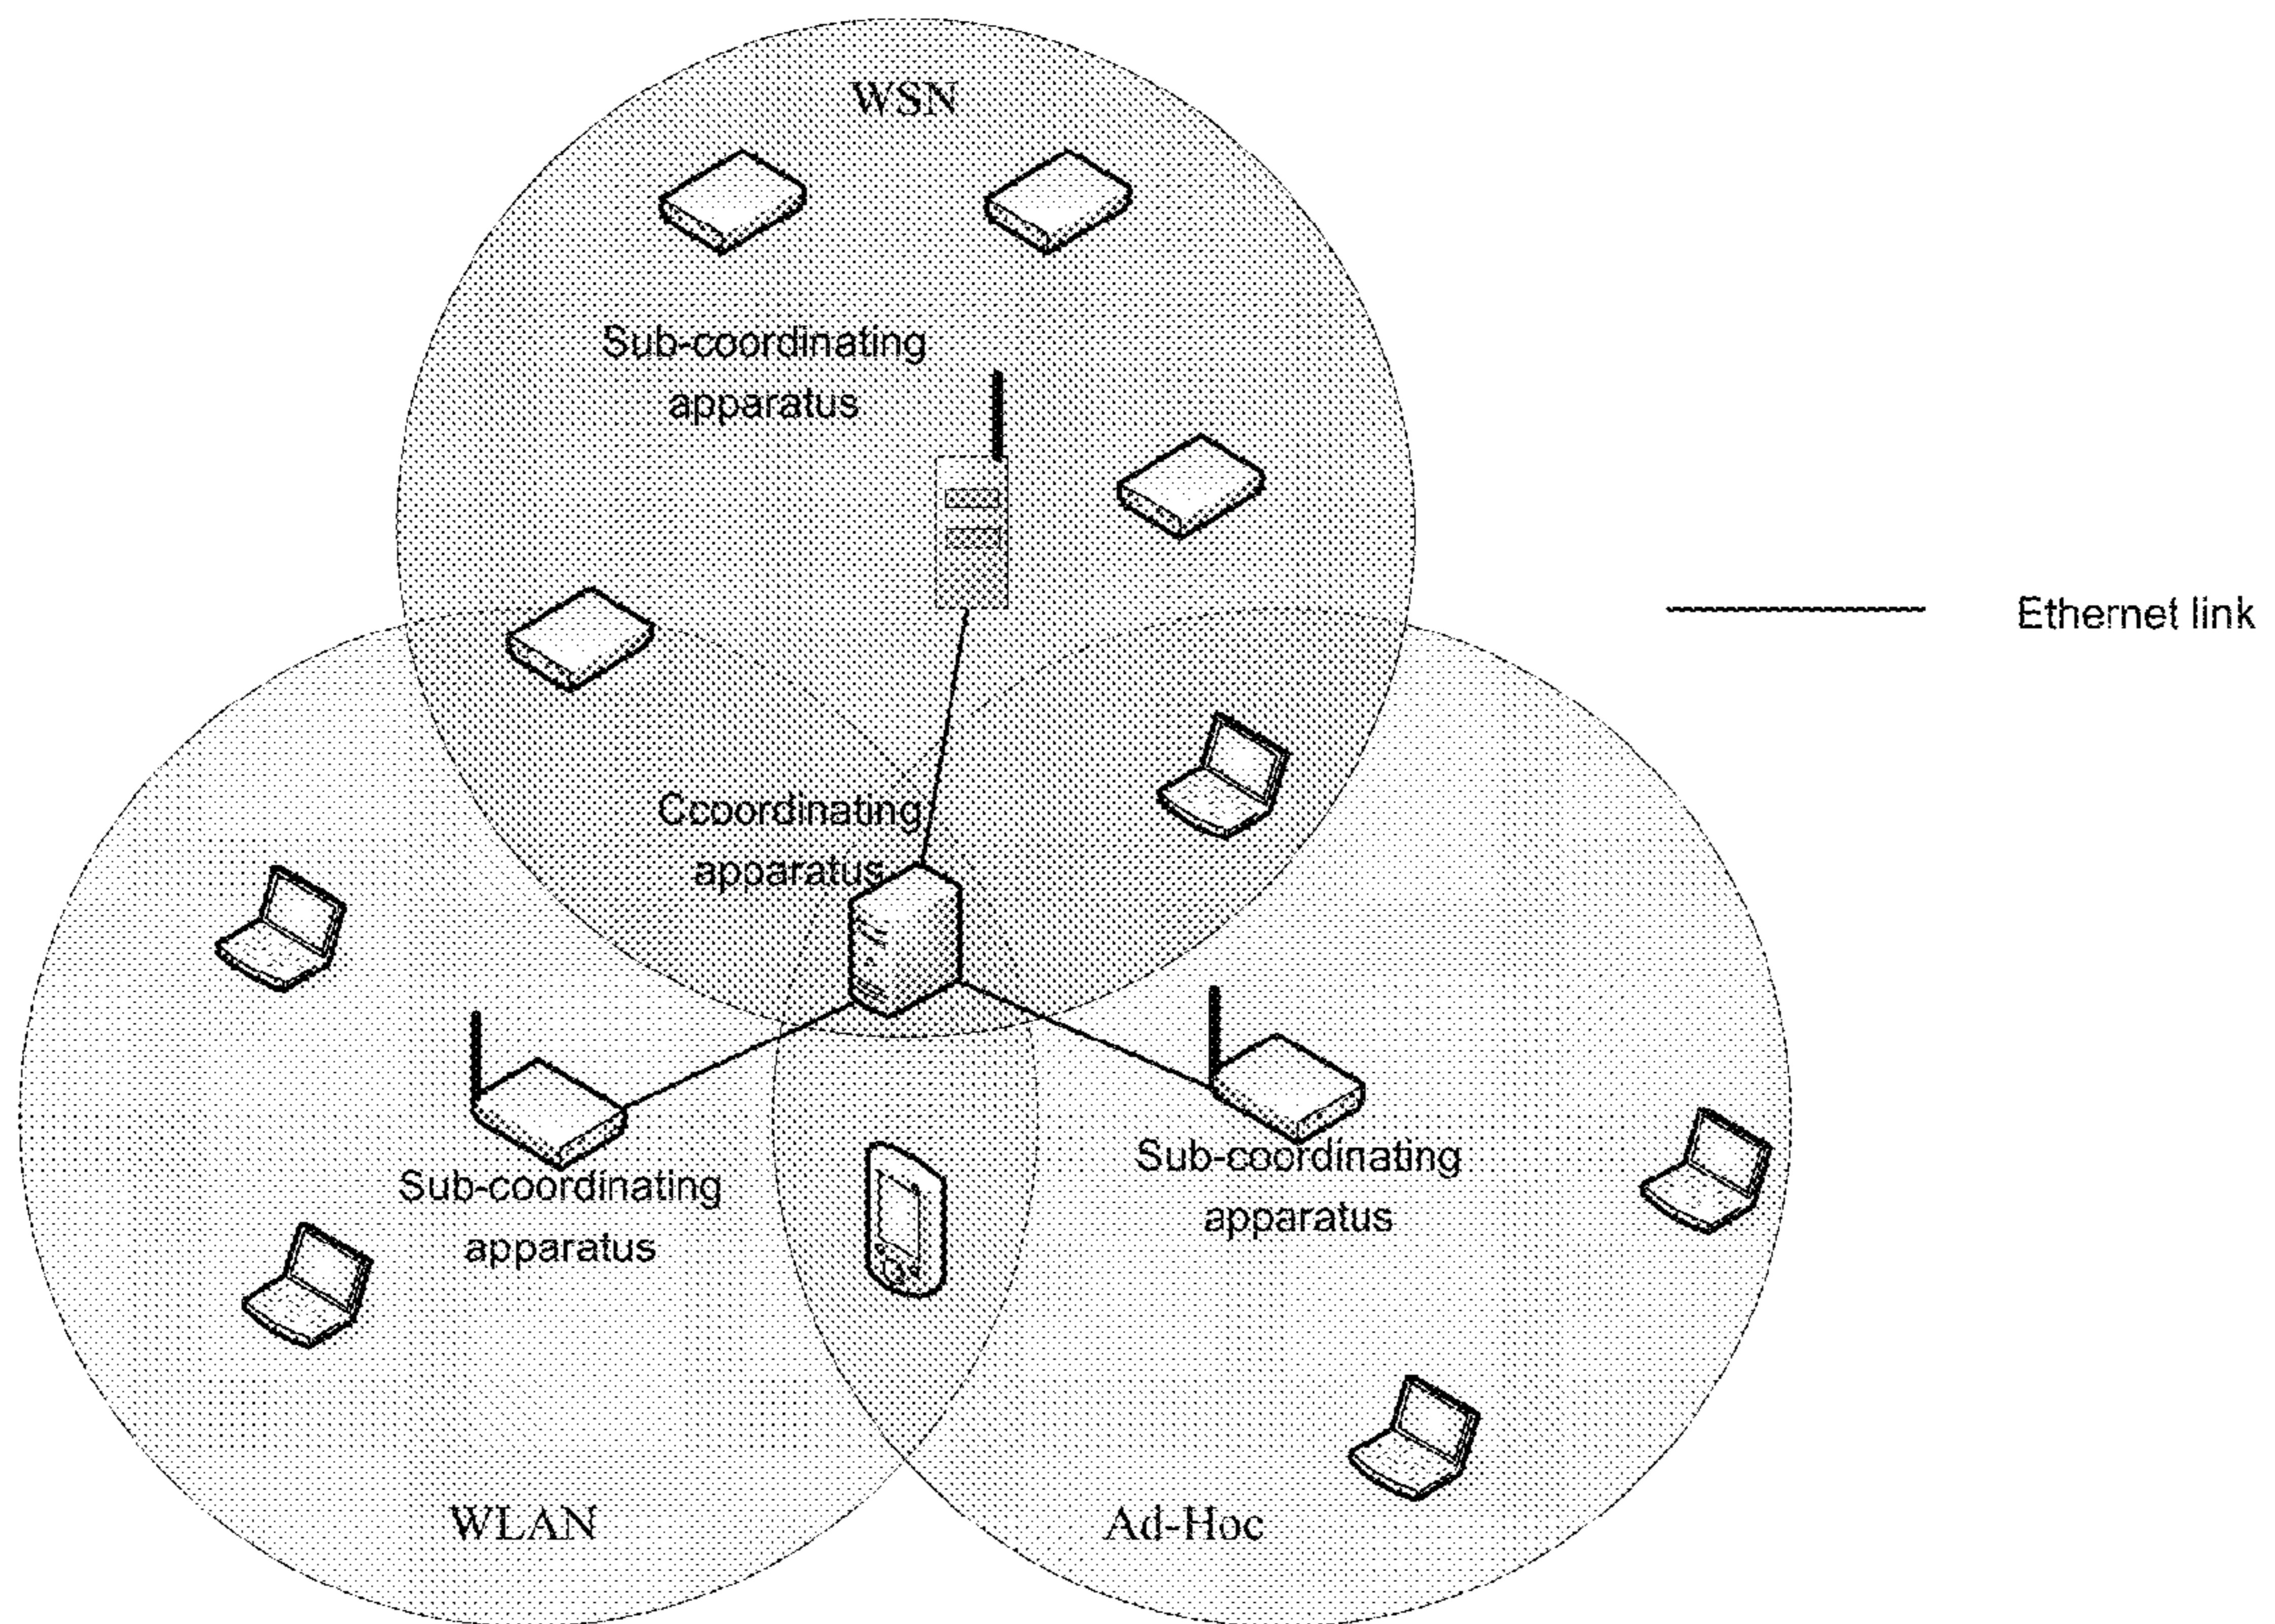 WSN
Sub-coordinating
apparatus
Ethernet link
Ccoordinating
apparatus
Sub-coordinating
apparatus
Sub-coordinating
apparatus
WLAN
Ad-Hoc